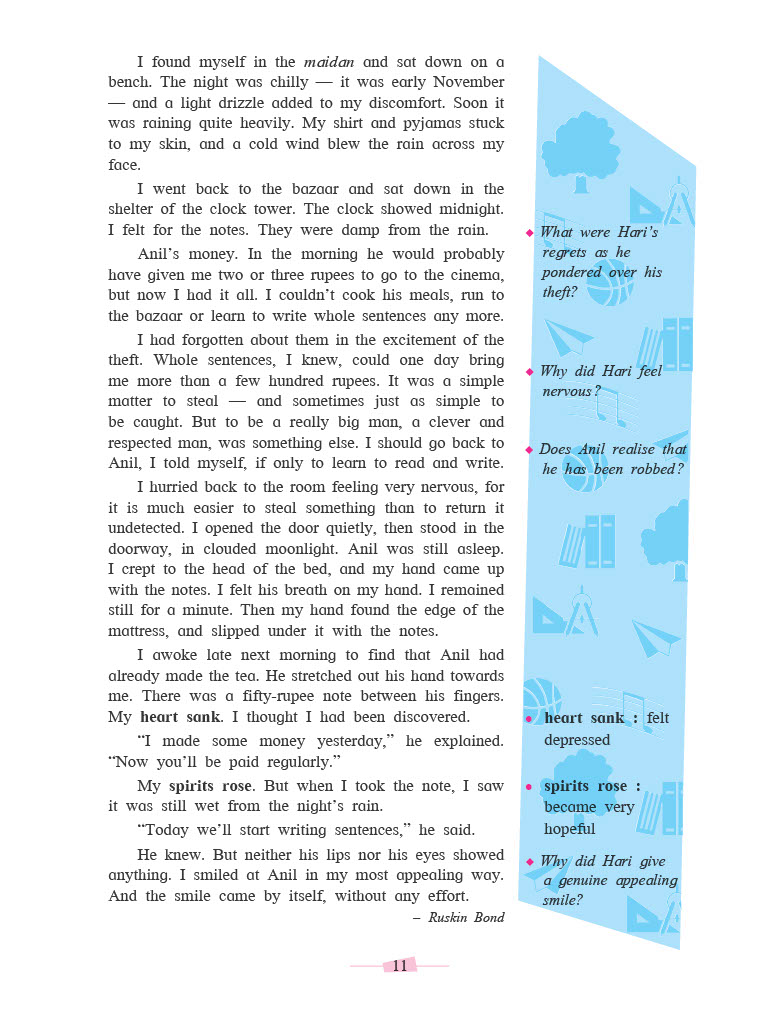 I found myself in the maidan and sat down on a
bench. The night was chilly — it was early November
— and a light drizzle added to my discomfort. Soon it
was raining quite heavily. My shirt and pyjamas stuck
to my skin, and a cold wind blew the rain across my
face.
I went back to the bazaar and sat down in the
shelter of the clock tower. The clock showed midnight.
I felt for the notes. They were damp from the rain.
Anil’s money. In the morning he would probably
have given me two or three rupees to go to the cinema,
but now I had it all. I couldn’t cook his meals, run to
the bazaar or learn to write whole sentences any more.
I had forgotten about them in the excitement of the
theft. Whole sentences, I knew, could one day bring
me more than a few hundred rupees. It was a simple
matter to steal — and sometimes just as simple to
be caught. But to be a really big man, a clever and
respected man, was something else. I should go back to
Anil, I told myself, if only to learn to read and write.
I hurried back to the room feeling very nervous, for
it is much easier to steal something than to return it
undetected. I opened the door quietly, then stood in the
doorway, in clouded moonlight. Anil was still asleep.
I crept to the head of the bed, and my hand came up
with the notes. I felt his breath on my hand. I remained
still for a minute. Then my hand found the edge of the
mattress, and slipped under it with the notes.
I awoke late next morning to find that Anil had
already made the tea. He stretched out his hand towards
me. There was a fifty-rupee note between his fingers.
My heart sank. I thought I had been discovered.
“I made some money yesterday,” he explained.
“Now you’ll be paid regularly.”
My spirits rose. But when I took the note, I saw
it was still wet from the night’s rain.
“Today we’ll start writing sentences,” he said.
He knew. But neither his lips nor his eyes showed
anything. I smiled at Anil in my most appealing way.
And the smile came by itself, without any effort.
– Ruskin Bond
◆ What were Hari’s
regrets as he
pondered over his
theft?
◆ Why did Hari feel
nervous?
◆ Does Anil realise that
he has been robbed?
● heart sank : felt
depressed
● spirits rose :
became very
hopeful
◆ Why did Hari give
a genuine appealing
smile?
11